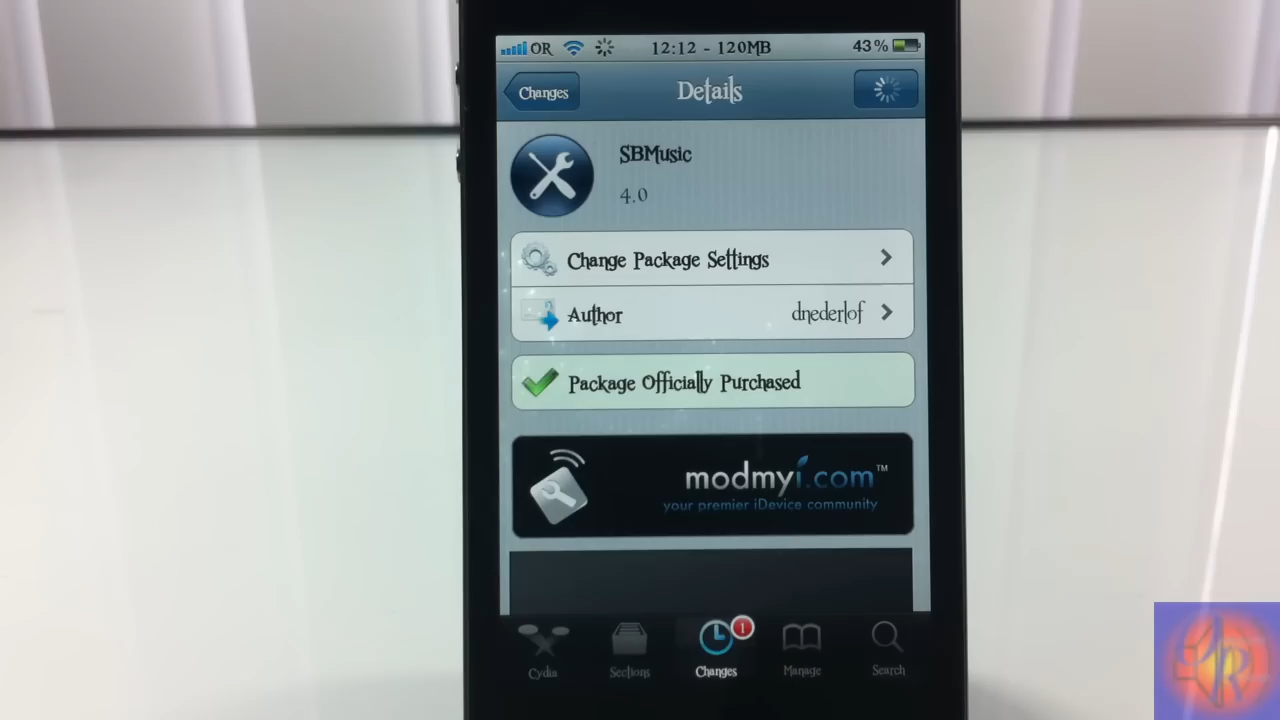 OR 12:12 - 120MB 43%
Changes Details
SBMusic
4.0
Change Package Settings
Author dnederlof
Package Officially Purchased
modmyi.com™
your premier iDevice community
1
Cydia Sections Changes Manage Search
R